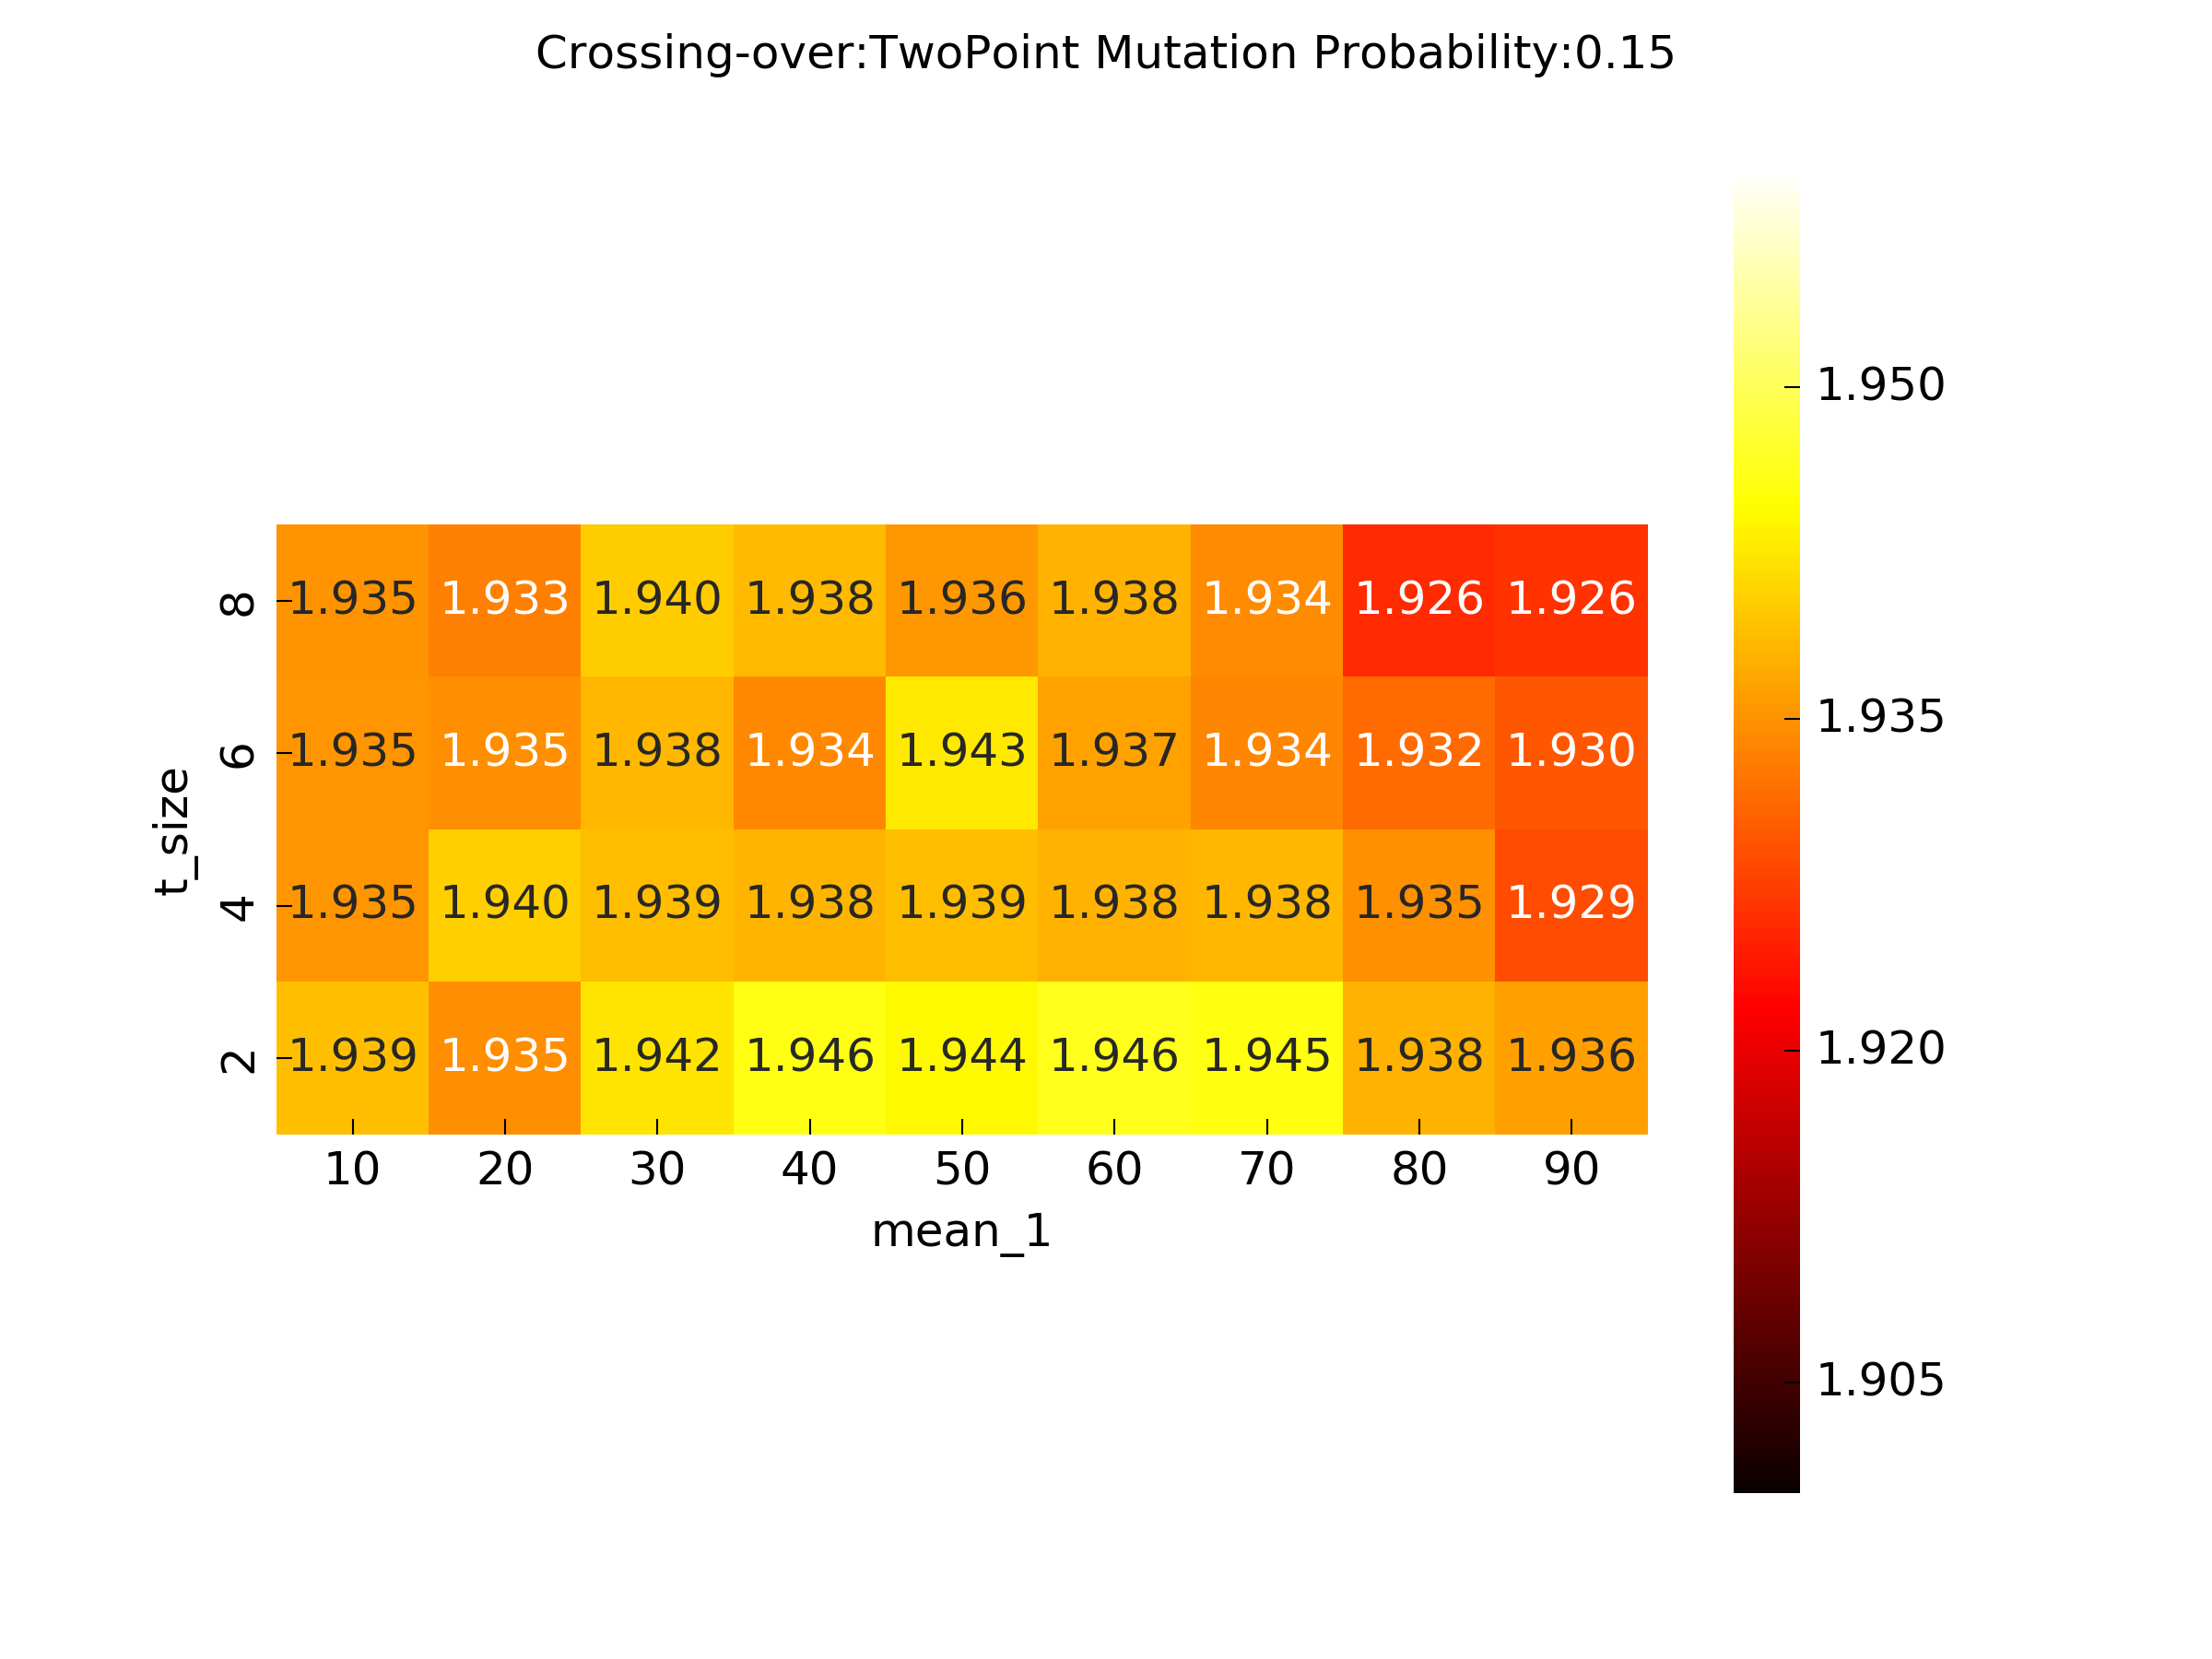 Crossing-over:TwoPoint Mutation Probability:0.15
t_size
8 1.935 1.933 1.940 1.938 1.936 1.938 1.934 1.926 1.926
6 1.935 1.935 1.938 1.934 1.943 1.937 1.934 1.932 1.930
4 1.935 1.940 1.939 1.938 1.939 1.938 1.938 1.935 1.929
2 1.939 1.935 1.942 1.946 1.944 1.946 1.945 1.938 1.936
10 20 30 40 50 60 70 80 90
mean_1
1.950
1.935
1.920
1.905